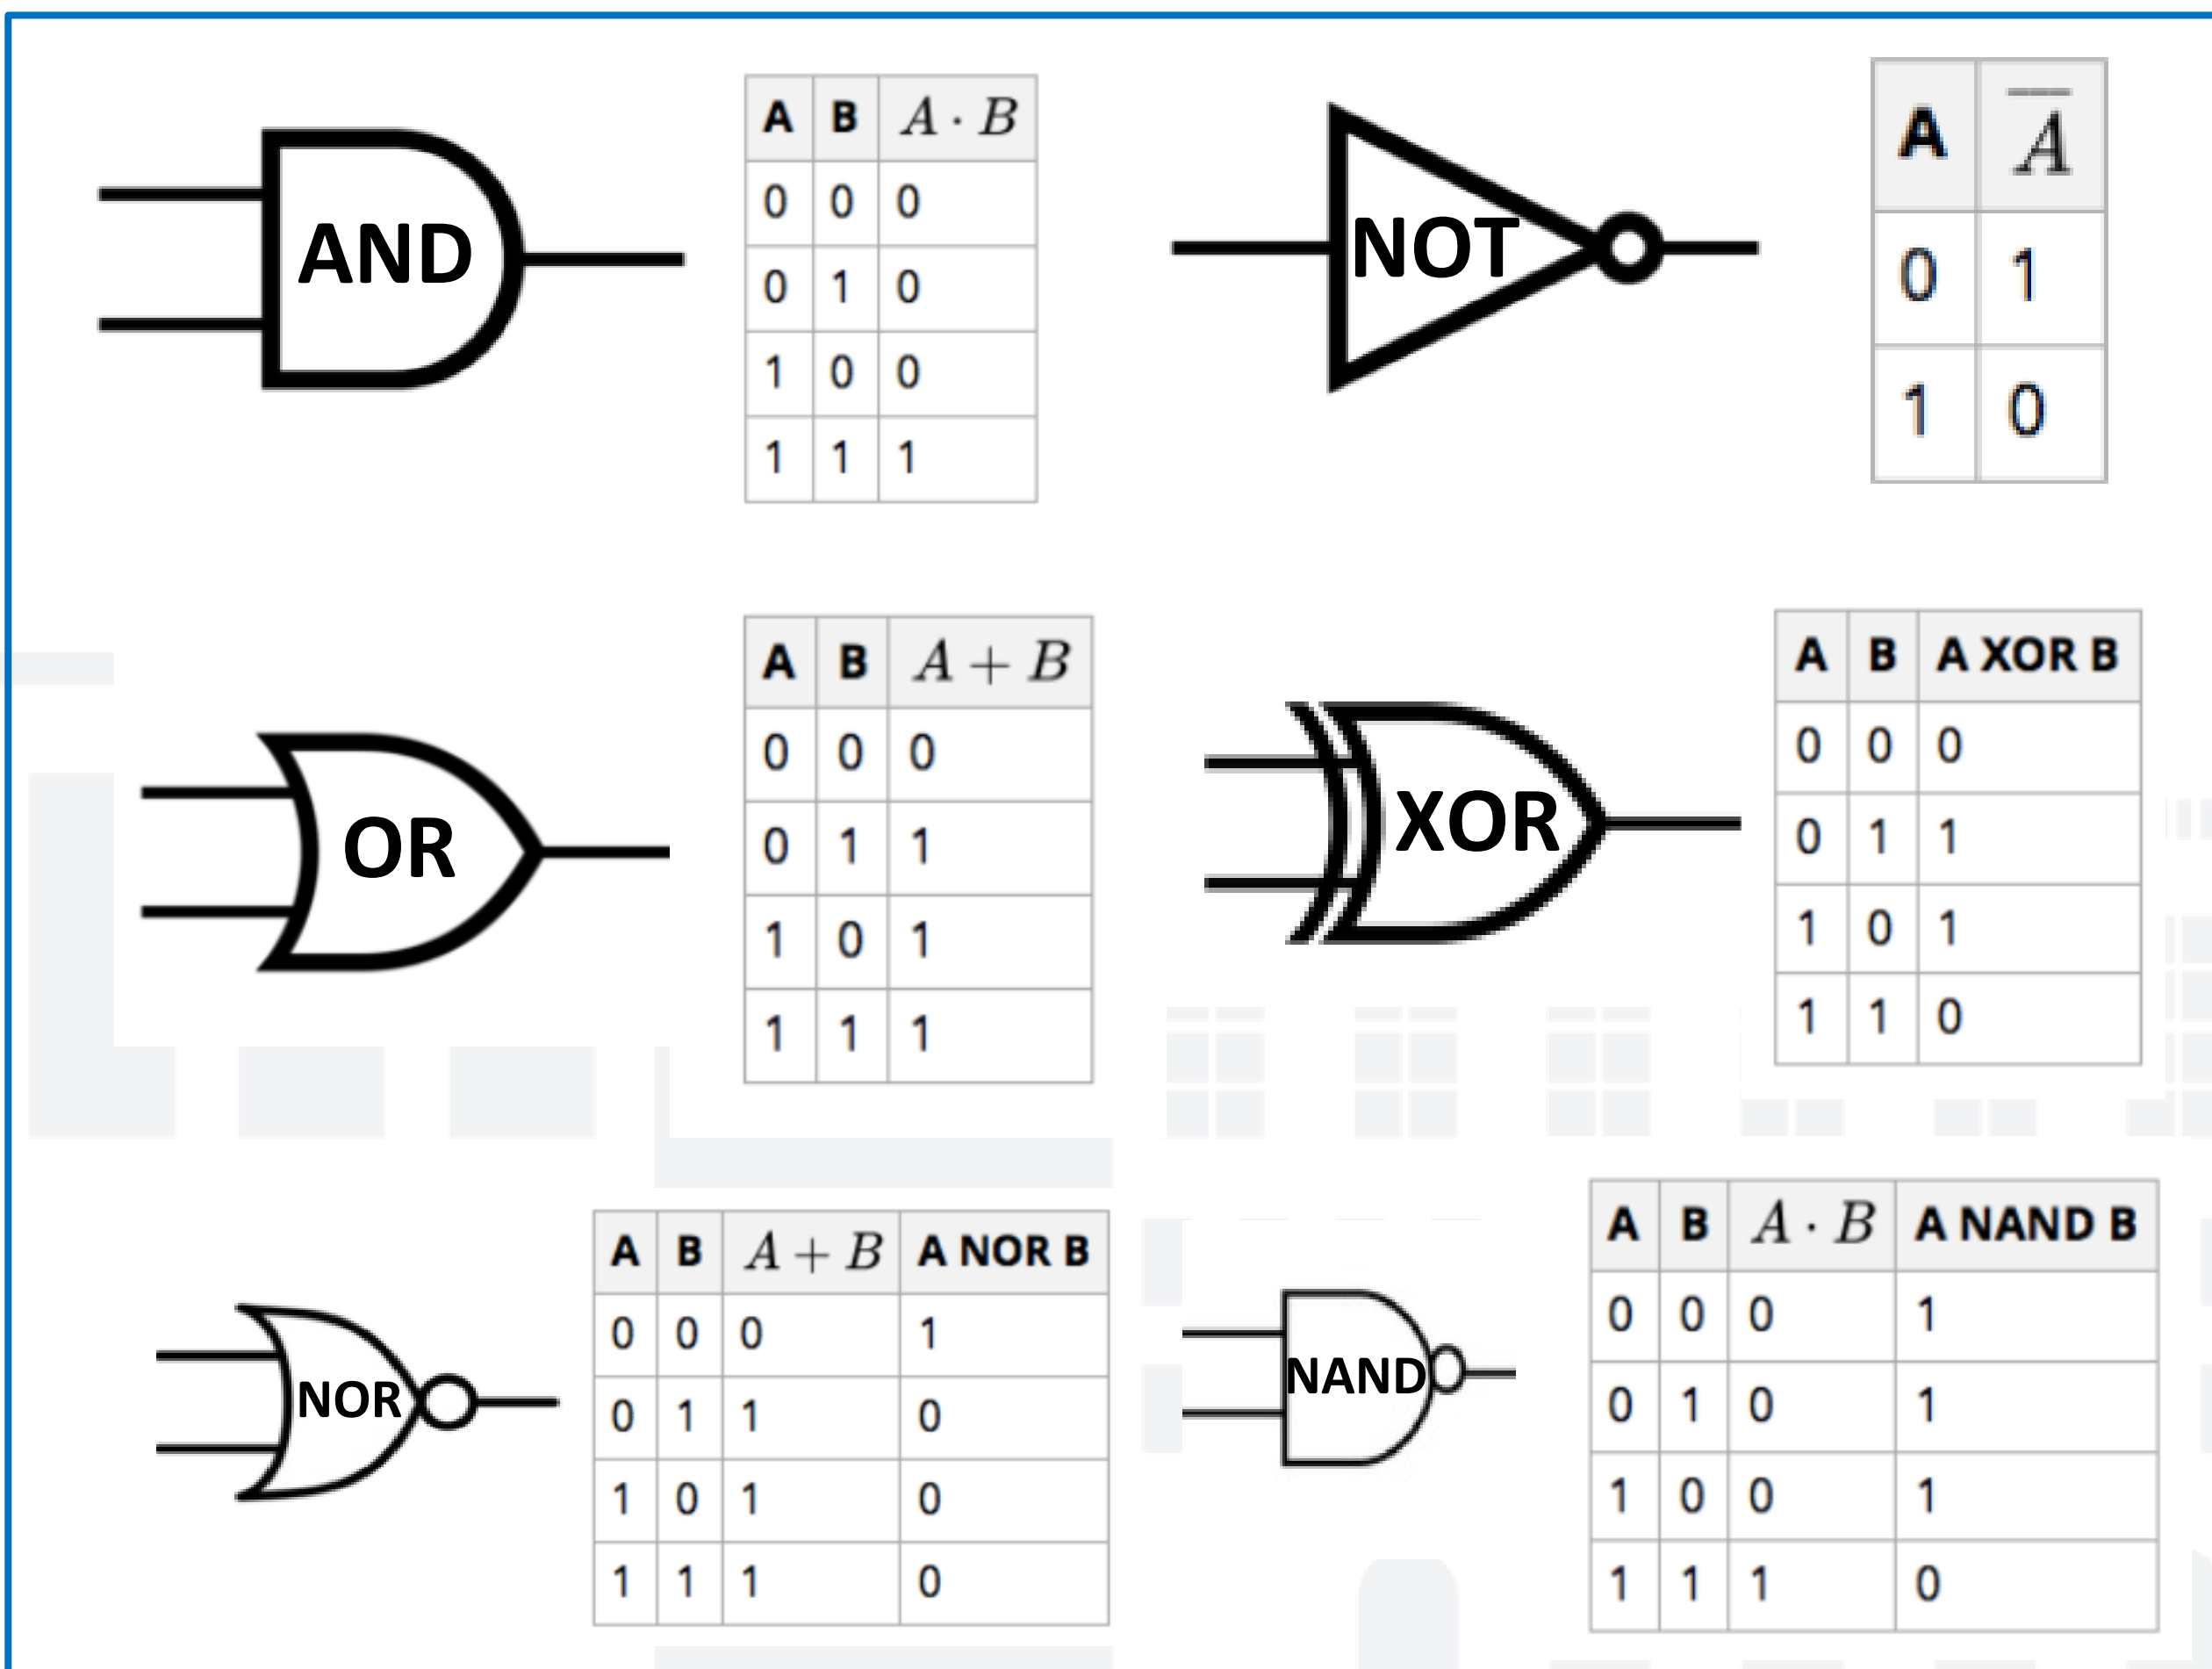 AND
A B A · B
0 0 0
0 1 0
1 0 0
1 1 1
NOT
A A̅
0 1
1 0
OR
A B A + B
0 0 0
0 1 1
1 0 1
1 1 1
XOR
A B A XOR B
0 0 0
0 1 1
1 0 1
1 1 0
NOR
A B A + B A NOR B
0 0 0 1
0 1 1 0
1 0 1 0
1 1 1 0
NAND
A B A · B A NAND B
0 0 0 1
0 1 0 1
1 0 0 1
1 1 1 0